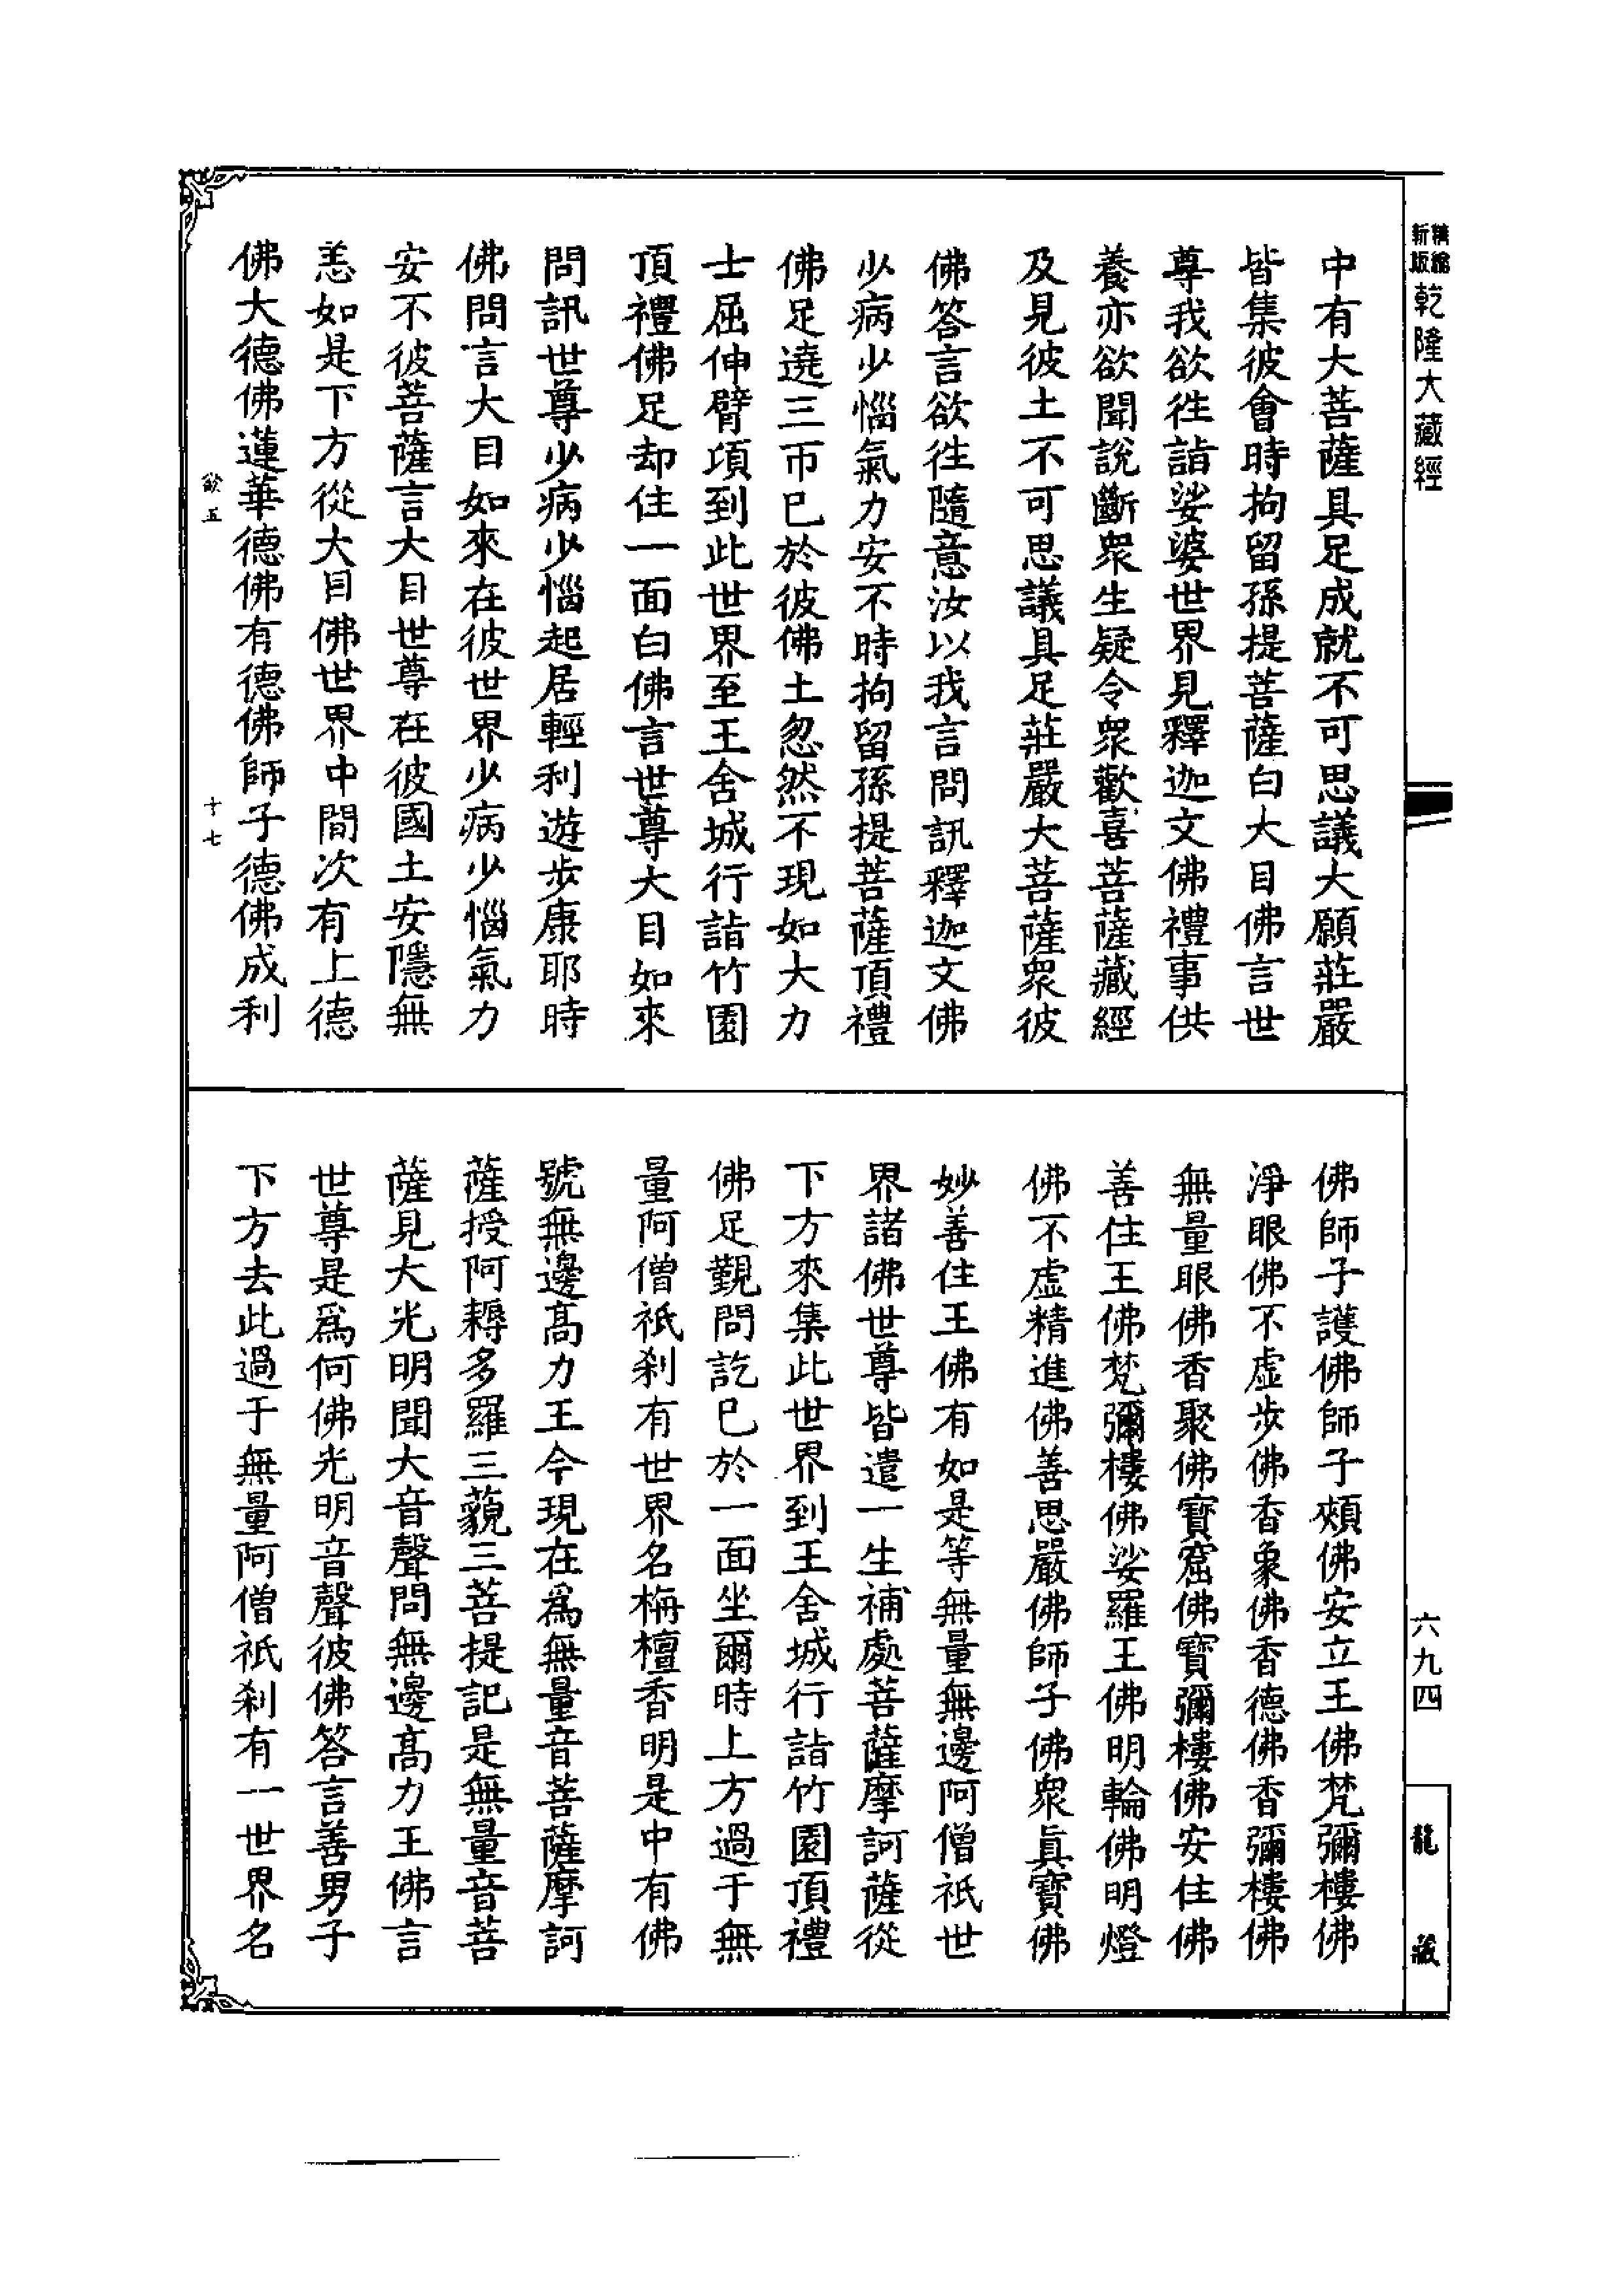 精縮
新版
乾隆大藏經
六九四
龍藏
中有大菩薩具足成就不可思議大願莊嚴
皆集彼會時拘留孫提菩薩白大目佛言世
尊我欲徃詣娑婆世界見釋迦文佛禮事供
養亦欲聞說斷衆生疑令衆歡喜菩薩藏經
及見彼土不可思議具足莊嚴大菩薩衆彼
佛答言欲徃隨意汝以我言問訊釋迦文佛
少病少惱氣力安不時拘留孫提菩薩頂禮
佛足遶三帀巳於彼佛土忽然不現如大力
士屈伸臂項到此世界至王舍城行詣竹園
頂禮佛足却住一面白佛言世尊大目如來
問訊世尊少病少惱起居輕利遊步康耶時
佛問言大目如來在彼世界少病少惱氣力
安不彼菩薩言大目世尊在彼國土安隱無
恙如是下方從大目佛世界中間次有上德
佛大德佛蓮華德佛有德佛師子德佛成利
歛五
十七
佛師子護佛師子頰佛安立王佛梵彌樓佛
淨眼佛不虛步佛香象佛香德佛香彌樓佛
無量眼佛香聚佛寶窟佛寶彌樓佛安住佛
善住王佛梵彌樓佛娑羅王佛明輪佛明燈
佛不虛精進佛善思嚴佛師子佛衆真寶佛
妙善住王佛有如是等無量無邊阿僧祇世
界諸佛世尊皆遣一生補處菩薩摩訶薩從
下方來集此世界到王舍城行詣竹園頂禮
佛足覲問訖巳於一面坐爾時上方過于無
量阿僧祇刹有世界名栴檀香明是中有佛
號無邊髙力王今現在爲無量音菩薩摩訶
薩授阿耨多羅三藐三菩提記是無量音菩
薩見大光明聞大音聲問無邊髙力王佛言
世尊是爲何佛光明音聲彼佛答言善男子
下方去此過于無量阿僧祇刹有一世界名